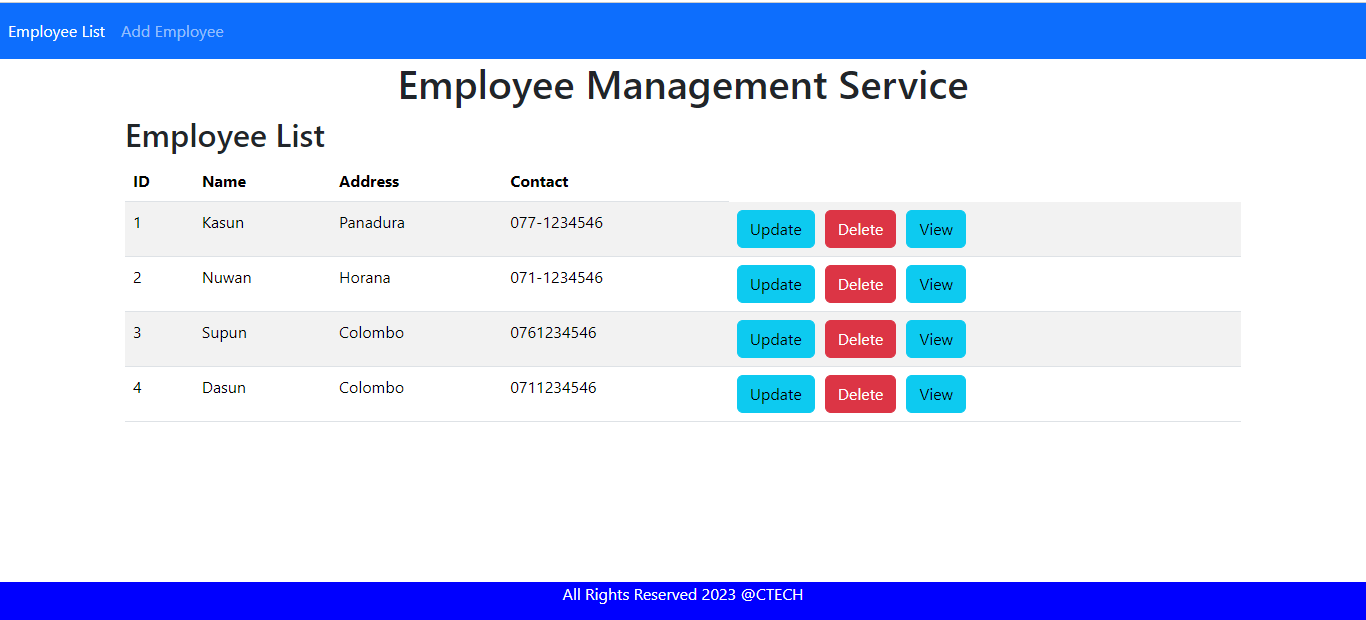 Employee List Add Employee
Employee Management Service
Employee List
ID Name Address Contact
1 Kasun Panadura 077-1234546 Update Delete View
2 Nuwan Horana 071-1234546 Update Delete View
3 Supun Colombo 0761234546 Update Delete View
4 Dasun Colombo 0711234546 Update Delete View
All Rights Reserved 2023 @CTECH